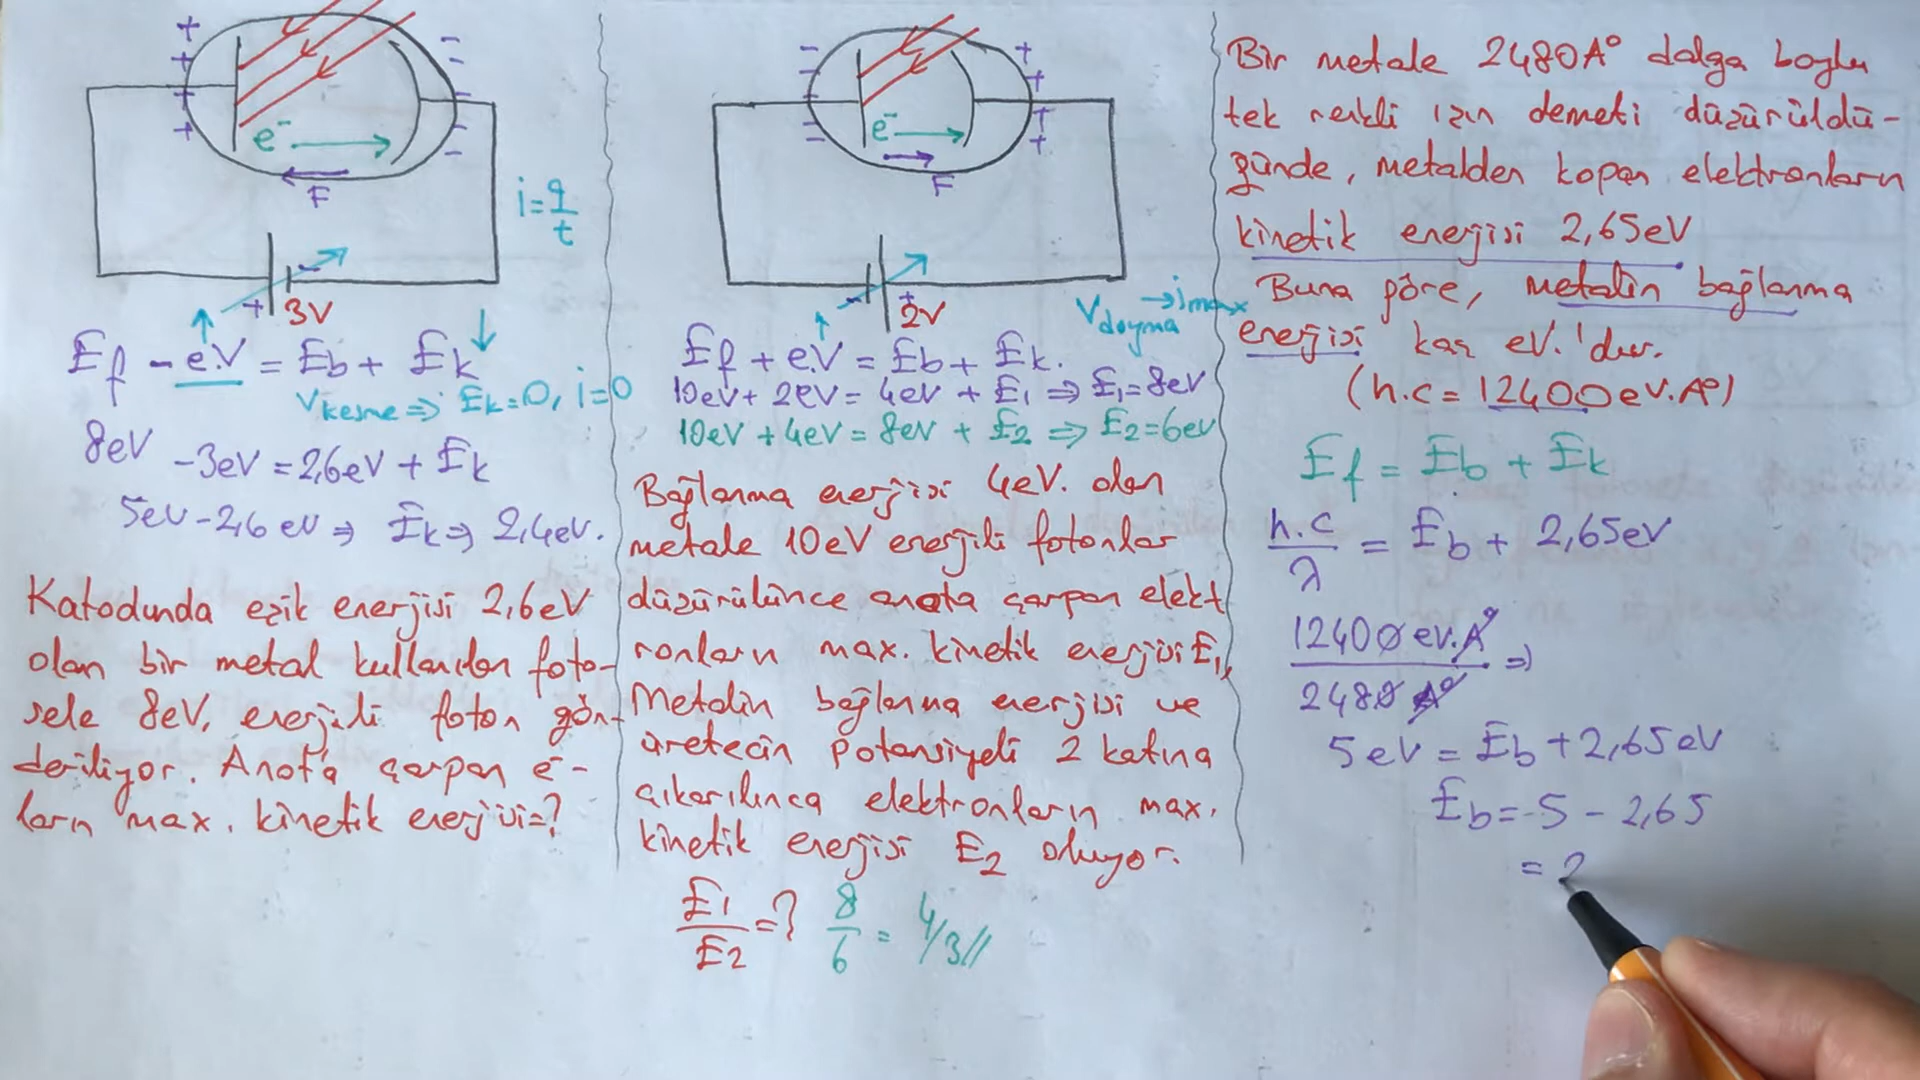 + 3V
F
e-
i = q/t
Ef - e.V = Eb + Ek
Vkesme => Ek=0, i=0
8eV - 3eV = 2,6eV + Ek
5eV - 2,6 eV => Ek => 2,4eV.
Katodunda eşik enerjisi 2,6eV
olan bir metal kullanılan foto-
sele 8eV, enerjili foton gön-
deriliyor. Anot'a çarpan e-
ların max. kinetik enerjisi=?
e-
F
2V
Vdoyma -> imax
Ef + e.V = Eb + Ek.
10eV + 2eV = 4eV + E1 => E1 = 8eV
10eV + 4eV = 8eV + E2 => E2 = 6eV
Bağlanma enerjisi 4eV. olan
metale 10eV enerjili fotonlar
düşürülünce anota çarpan elekt
ronların max. kinetik enerjisi E1,
Metalin bağlanma enerjisi ve
üretecin potansiyeli 2 katına
çıkarılınca elektronların max.
kinetik enerjisi E2 oluyor.
E1/E2 = ? 8/6 = 4/3//
Bir metale 2480A° dalga boylu
tek renkli ışın demeti düşürüldü-
ğünde, metalden kopan elektronların
kinetik enerjisi 2,65eV
Buna göre, metalin bağlanma
enerjisi kaç eV.'dur.
(h.c = 12400eV.A°)
Ef = Eb + Ek
h.c/λ = Eb + 2,65eV
12400 eV.A°/2480 A° =>
5 eV = Eb + 2,65eV
Eb = 5 - 2,65
= 2